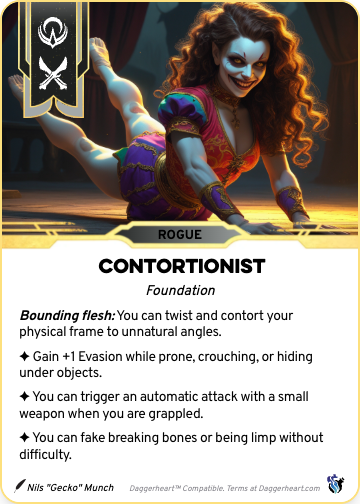 ROGUE
CONTORTIONIST
Foundation
Bounding flesh: You can twist and contort your
physical frame to unnatural angles.
✦ Gain +1 Evasion while prone, crouching, or hiding
under objects.
✦ You can trigger an automatic attack with a small
weapon when you are grappled.
✦ You can fake breaking bones or being limp without
difficulty.
Nils "Gecko" Munch
Daggerheart™ Compatible. Terms at Daggerheart.com